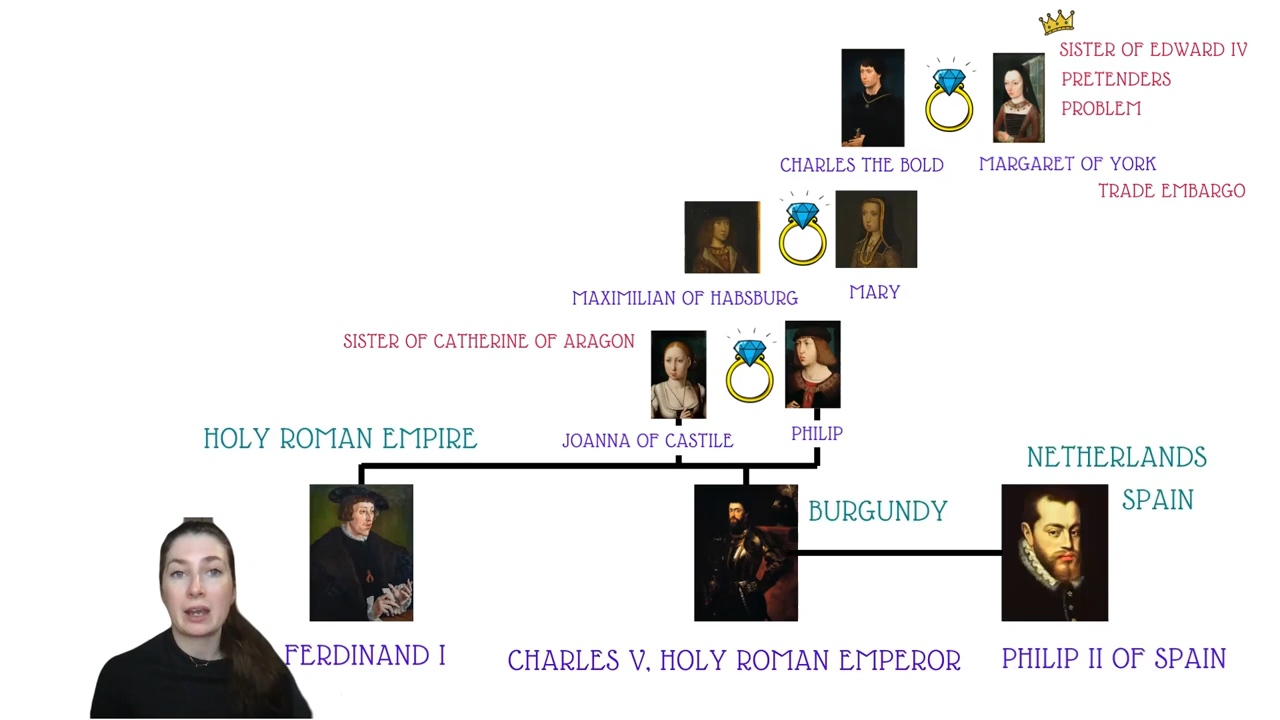 SISTER OF EDWARD IV
PRETENDERS
PROBLEM
CHARLES THE BOLD
MARGARET OF YORK
TRADE EMBARGO
MAXIMILIAN OF HABSBURG
MARY
SISTER OF CATHERINE OF ARAGON
JOANNA OF CASTILE
PHILIP
HOLY ROMAN EMPIRE
NETHERLANDS
SPAIN
BURGUNDY
FERDINAND I
CHARLES V, HOLY ROMAN EMPEROR
PHILIP II OF SPAIN